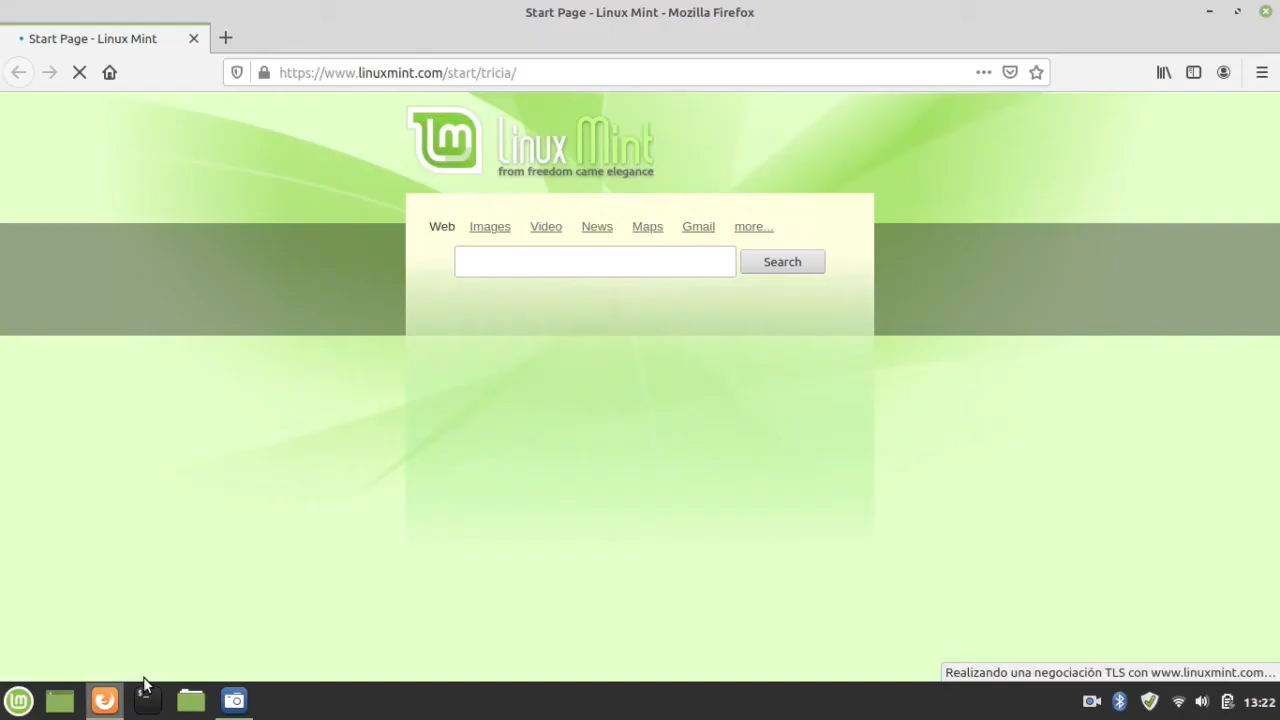 Start Page - Linux Mint - Mozilla Firefox
Start Page - Linux Mint
https://www.linuxmint.com/start/tricia/
lm Linux Mint
from freedom came elegance
Web Images Video News Maps Gmail more...
Search
Realizando una negociación TLS con www.linuxmint.com...
lm
13:22